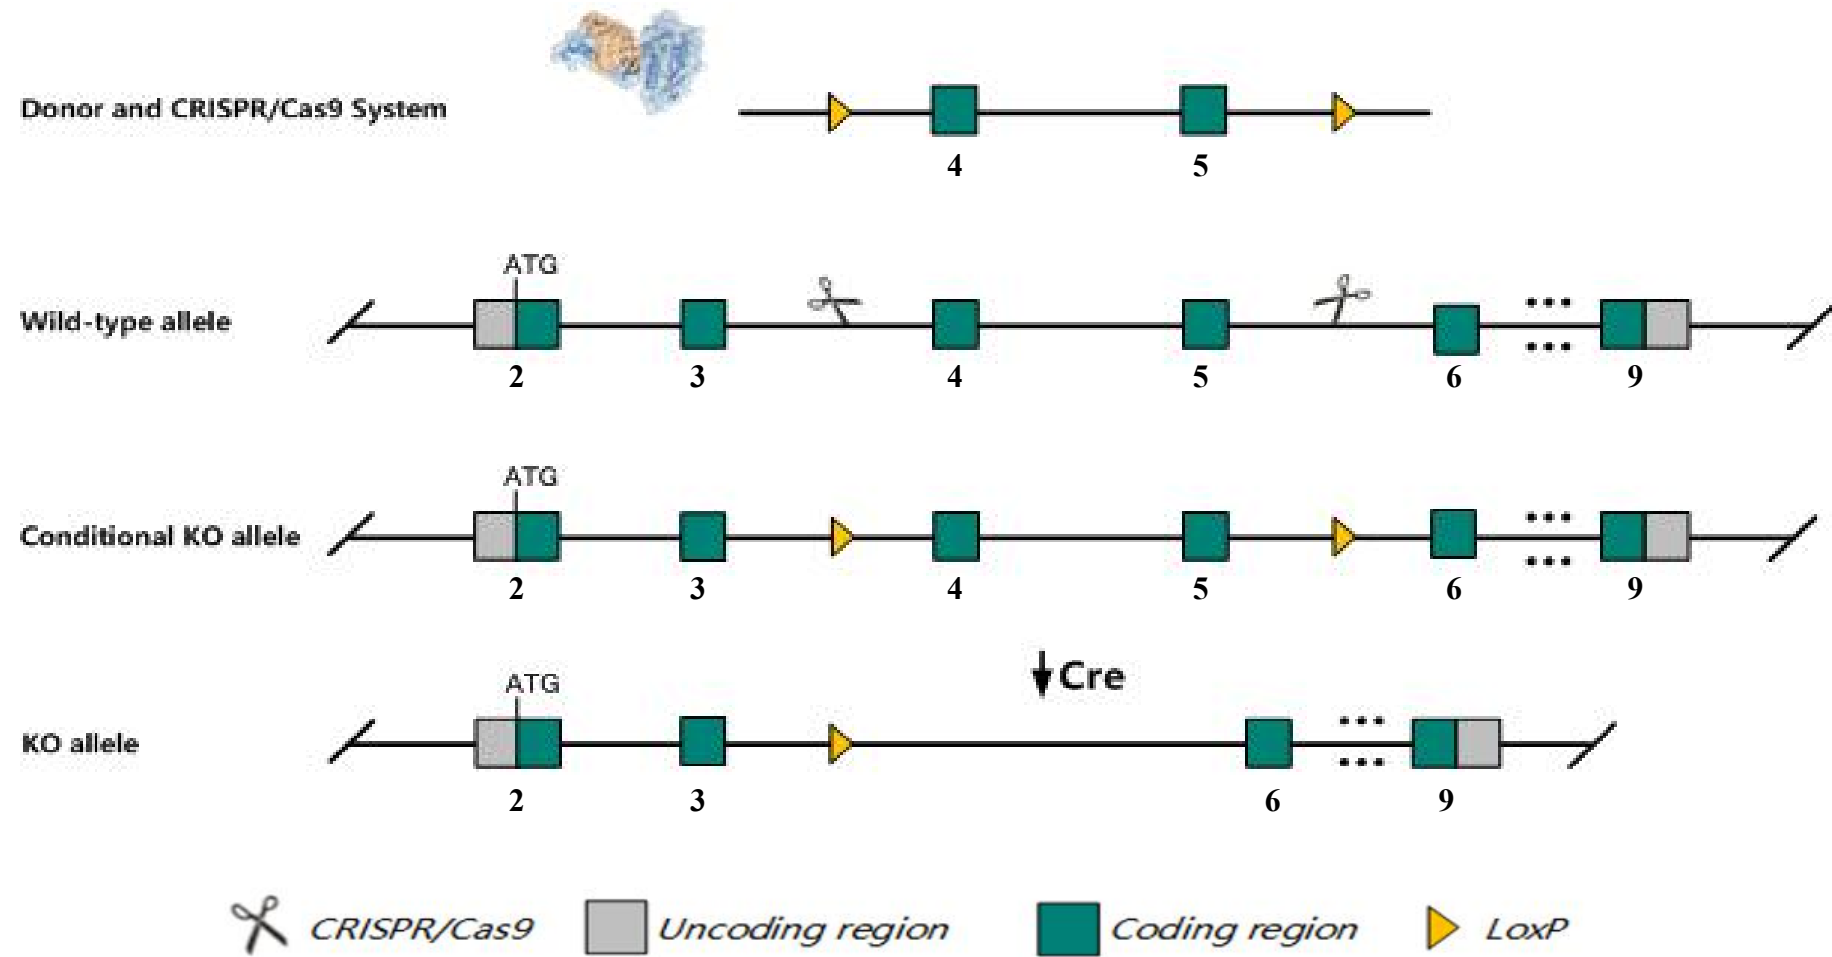 Donor and CRISPR/Cas9 System
4 5
ATG
Wild-type allele
2 3 4 5 6 9
ATG
Conditional KO allele
2 3 4 5 6 9
Cre
ATG
KO allele
2 3 6 9
CRISPR/Cas9 Uncoding region Coding region LoxP